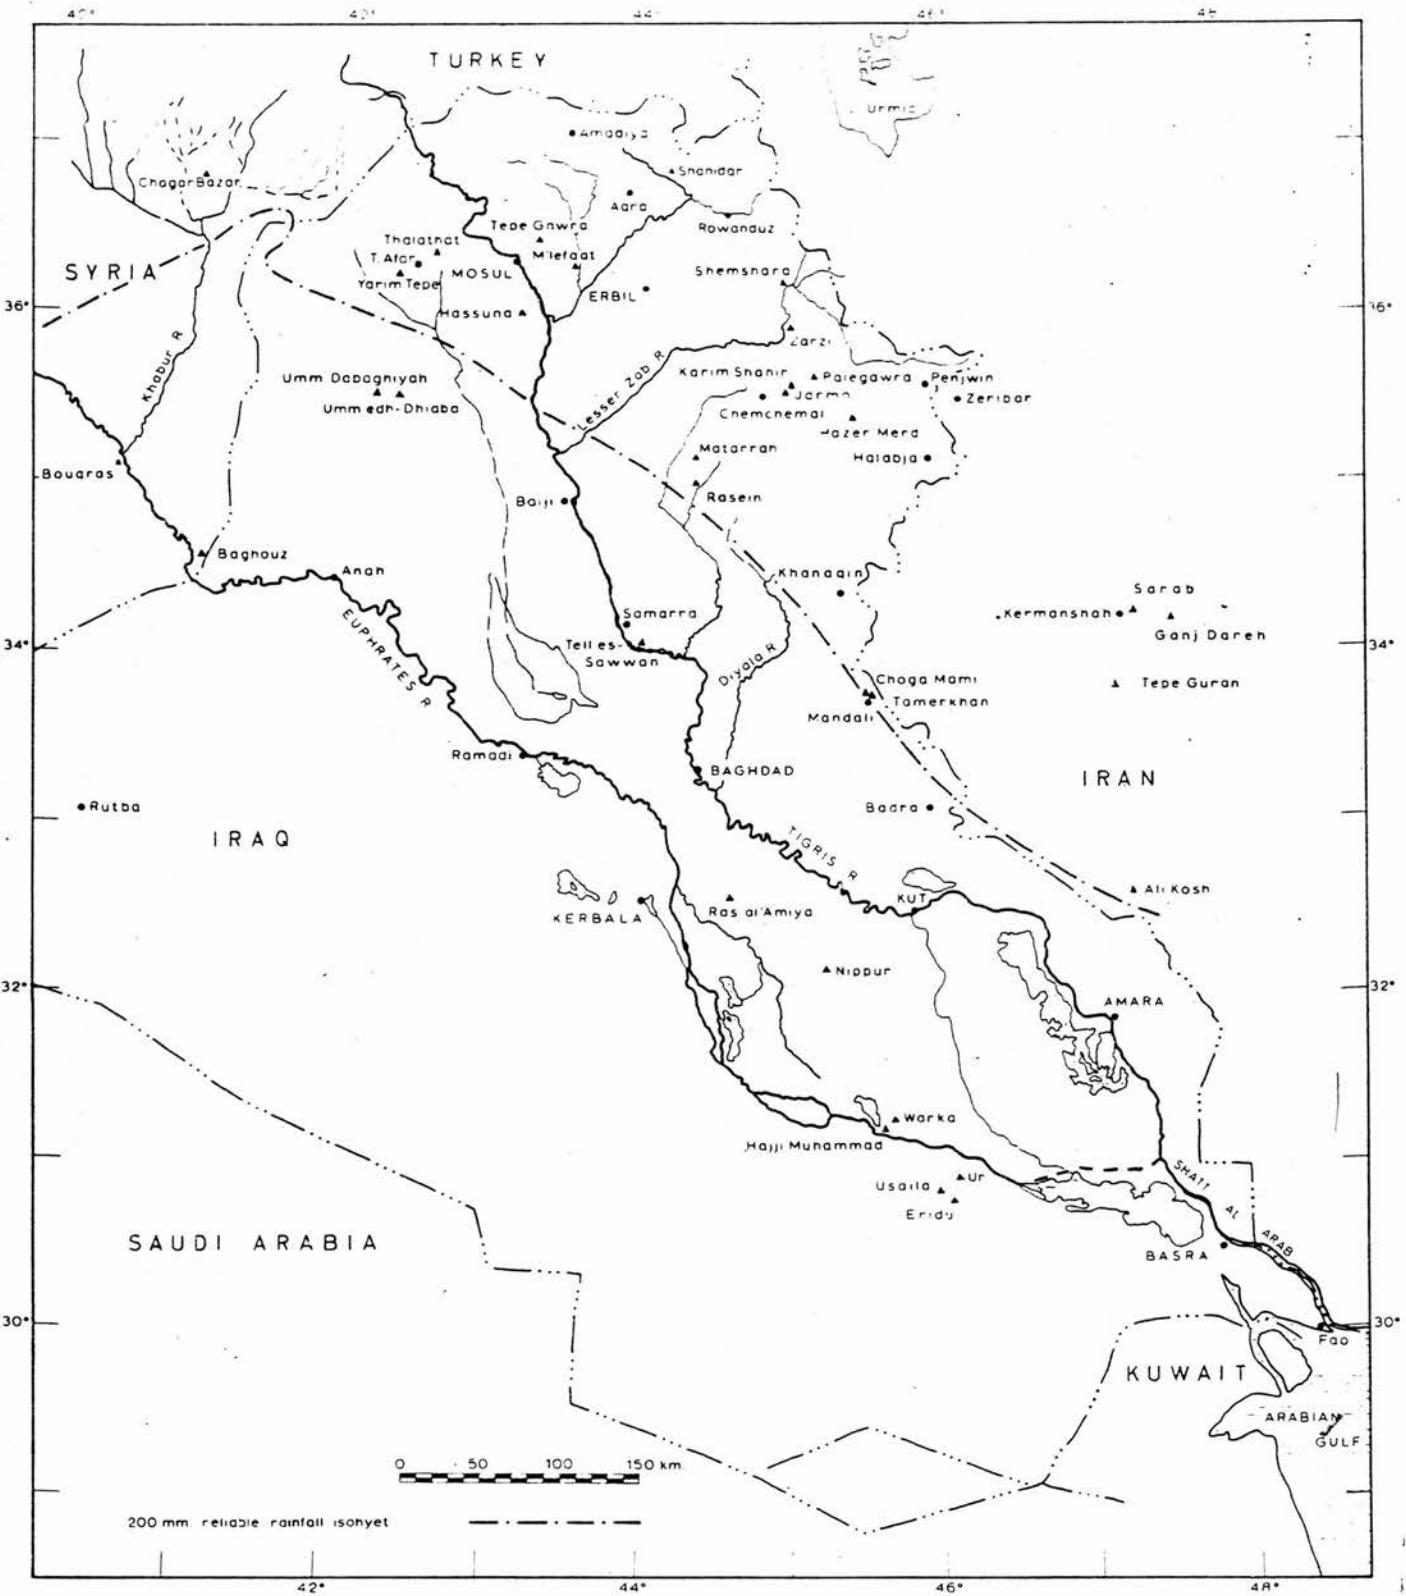 44°
46°
TURKEY
Urmia
Amadiya
Shanidar
Chagar Bazar
Aqra
Rowanduz
Tepe Gawra
Thalathat
M'lefaat
T. Afar
MOSUL
Shemshara
SYRIA
Yarim Tepe
ERBIL
36°
36°
Hassuna
Zarzi
Khabur R
Lesser Zab R
Karim Shahir
Palegawra
Penjwin
Umm Dabaghiyah
Jarmo
Zeribar
Umm edh-Dhiaba
Chemchemal
Hazer Merd
Matarrah
Halabja
Bouqras
Rasein
Baiji
Baghouz
Khanaqin
Anah
Sarab
Samarra
Kermanshah
Ganj Dareh
EUPHRATES R
34°
34°
Tell es-
Sawwan
Diyala R
Choga Mami
Tepe Guran
Tamerkhan
Mandali
Ramadi
BAGHDAD
IRAN
Rutba
Badra
IRAQ
TIGRIS R
Ali Kosh
KUT
KERBALA
Ras al'Amiya
Nippur
32°
32°
AMARA
Warka
Hajji Muhammad
Ur
Usaila
Eridu
SHATT AL ARAB
SAUDI ARABIA
BASRA
30°
30°
Fao
KUWAIT
ARABIAN
GULF
0 50 100 150 km.
200 mm. reliable rainfall isohyet
42° 44° 46° 48°